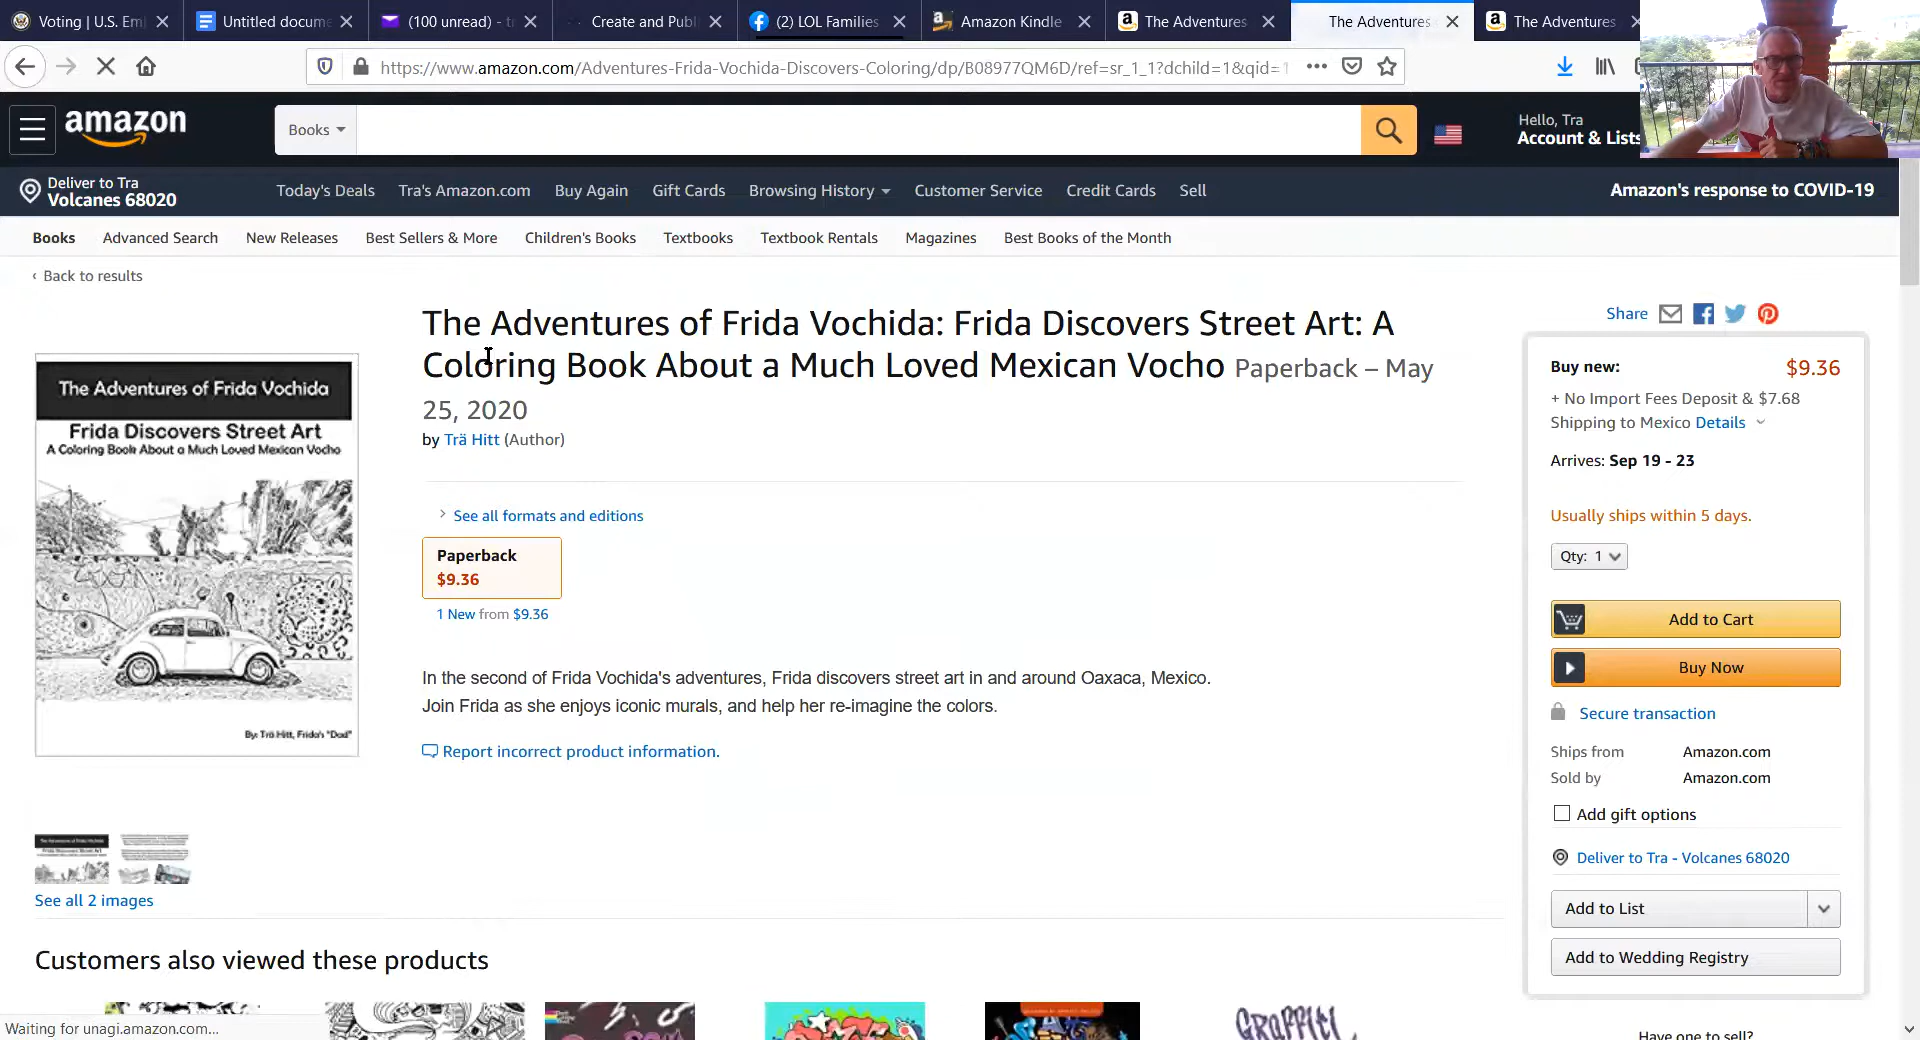 Voting | U.S. Em
Untitled docume
(100 unread) - t
Create and Publ
(2) LOL Families
Amazon Kindle
The Adventures
The Adventures
The Adventures
https://www.amazon.com/Adventures-Frida-Vochida-Discovers-Coloring/dp/B08977QM6D/ref=sr_1_1?dchild=1&qid=1
amazon
Books
Hello, Tra
Account & Lists
Deliver to Tra
Volcanes 68020
Today's Deals
Tra's Amazon.com
Buy Again
Gift Cards
Browsing History
Customer Service
Credit Cards
Sell
Amazon's response to COVID-19
Books
Advanced Search
New Releases
Best Sellers & More
Children's Books
Textbooks
Textbook Rentals
Magazines
Best Books of the Month
‹ Back to results
The Adventures of Frida Vochida: Frida Discovers Street Art: A
Coloring Book About a Much Loved Mexican Vocho Paperback – May
25, 2020
by Trä Hitt (Author)
The Adventures of Frida Vochida
Frida Discovers Street Art
A Coloring Book About a Much Loved Mexican Vocho
By: Trä Hitt, Frida's "Dad"
See all formats and editions
Paperback
$9.36
1 New from $9.36
In the second of Frida Vochida's adventures, Frida discovers street art in and around Oaxaca, Mexico.
Join Frida as she enjoys iconic murals, and help her re-imagine the colors.
Report incorrect product information.
See all 2 images
Share
Buy new: $9.36
+ No Import Fees Deposit & $7.68
Shipping to Mexico Details
Arrives: Sep 19 - 23
Usually ships within 5 days.
Qty: 1
Add to Cart
Buy Now
Secure transaction
Ships from Amazon.com
Sold by Amazon.com
Add gift options
Deliver to Tra - Volcanes 68020
Add to List
Add to Wedding Registry
Have one to sell?
Customers also viewed these products
GRAFFITI
Waiting for unagi.amazon.com...